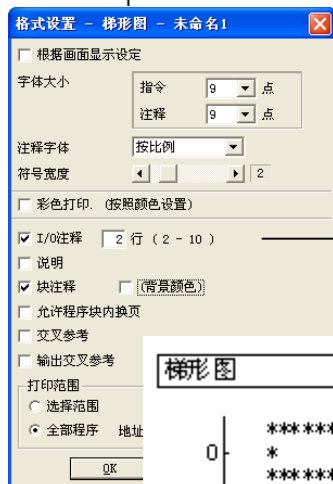 格式设置 - 梯形图 - 未命名1
根据画面显示设定
字体大小
指令 9 点
注释 9 点
注释字体 按比例
符号宽度 2
彩色打印. (按照颜色设置)
I/O注释 2 行 ( 2 - 10 )
说明
块注释 (背景颜色)
允许程序块内换页
交叉参考
输出交叉参考
打印范围
选择范围
全部程序 地址
OK
梯形图
******
0 *
******